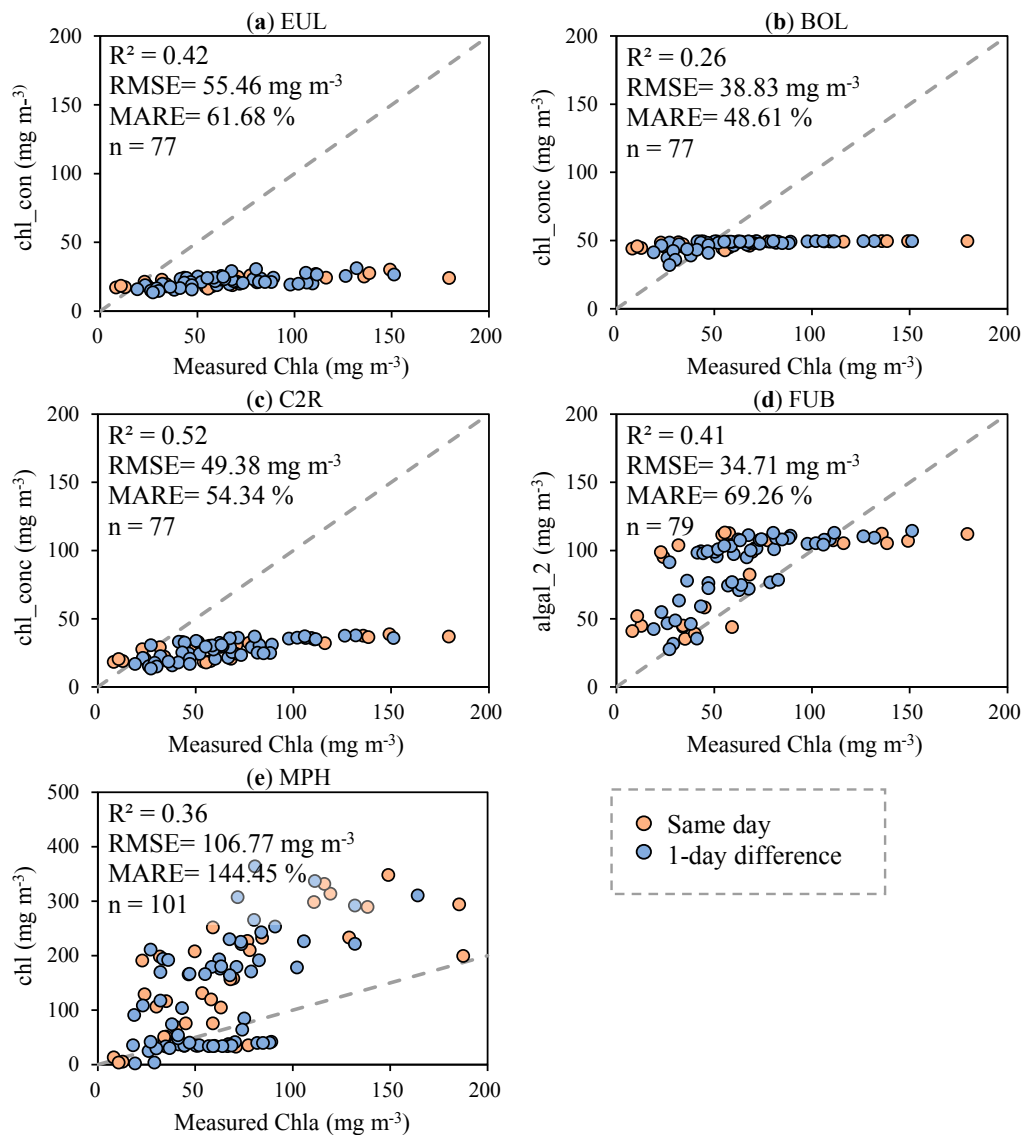 (a) EUL
R² = 0.42
RMSE= 55.46 mg m⁻³
MARE= 61.68 %
n = 77
chl_con (mg m⁻³⁾
200
150
100
50
0
0 50 100 150 200
Measured Chla (mg m⁻³)
(b) BOL
R² = 0.26
RMSE= 38.83 mg m⁻³
MARE= 48.61 %
n = 77
chl_conc (mg m⁻³)
200
150
100
50
0
0 50 100 150 200
Measured Chla (mg m⁻³)
(c) C2R
R² = 0.52
RMSE= 49.38 mg m⁻³
MARE= 54.34 %
n = 77
chl_conc (mg m⁻³)
200
150
100
50
0
0 50 100 150 200
Measured Chla (mg m⁻³)
(d) FUB
R² = 0.41
RMSE= 34.71 mg m⁻³
MARE= 69.26 %
n = 79
algal_2 (mg m⁻³)
200
150
100
50
0
0 50 100 150 200
Measured Chla (mg m⁻³)
(e) MPH
R² = 0.36
RMSE= 106.77 mg m⁻³
MARE= 144.45 %
n = 101
chl (mg m⁻³)
500
400
300
200
100
0
0 50 100 150 200
Measured Chla (mg m⁻³)
Same day
1-day difference